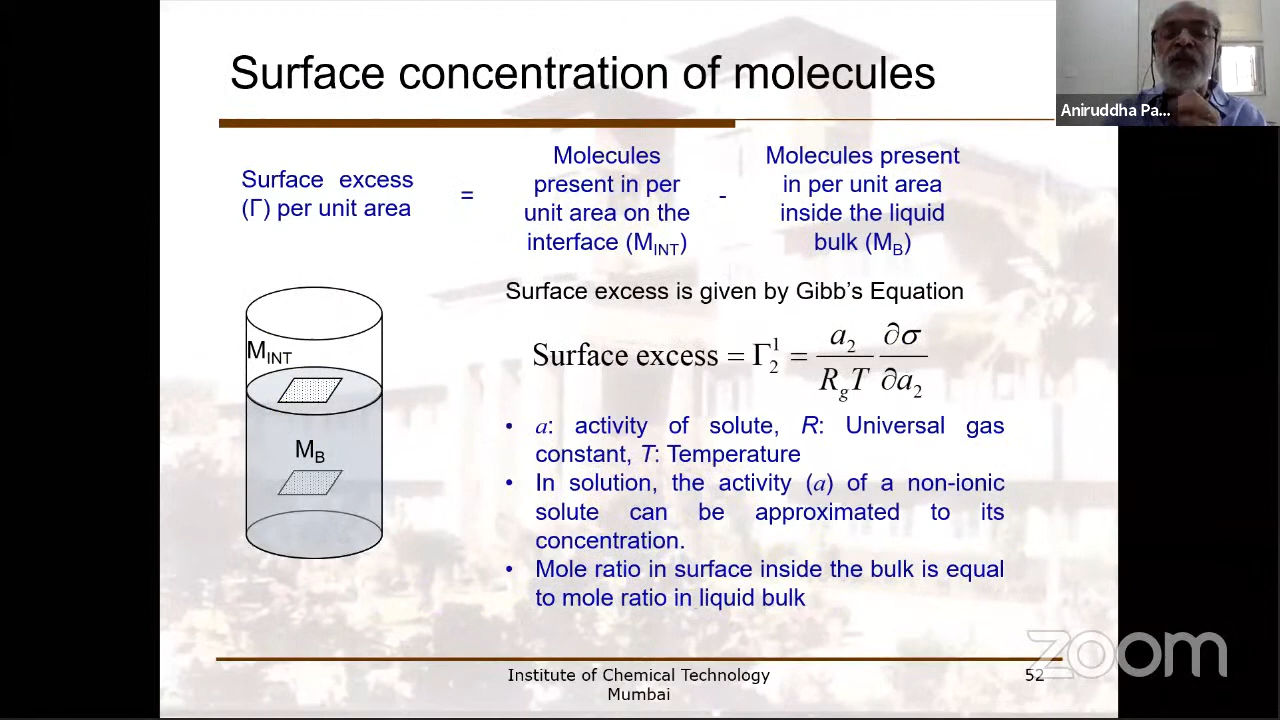 Surface concentration of molecules
Aniruddha Pa...
Surface excess
(Γ) per unit area
=
Molecules
present in per
unit area on the
interface (M_INT)
-
Molecules present
in per unit area
inside the liquid
bulk (M_B)
Surface excess is given by Gibb's Equation
Surface excess = Γ₂¹ = a₂/(R_g T) ∂σ/∂a₂
M_INT
M_B
• a: activity of solute, R: Universal gas
constant, T: Temperature
• In solution, the activity (a) of a non-ionic
solute can be approximated to its
concentration.
• Mole ratio in surface inside the bulk is equal
to mole ratio in liquid bulk
zoom
Institute of Chemical Technology
Mumbai
52